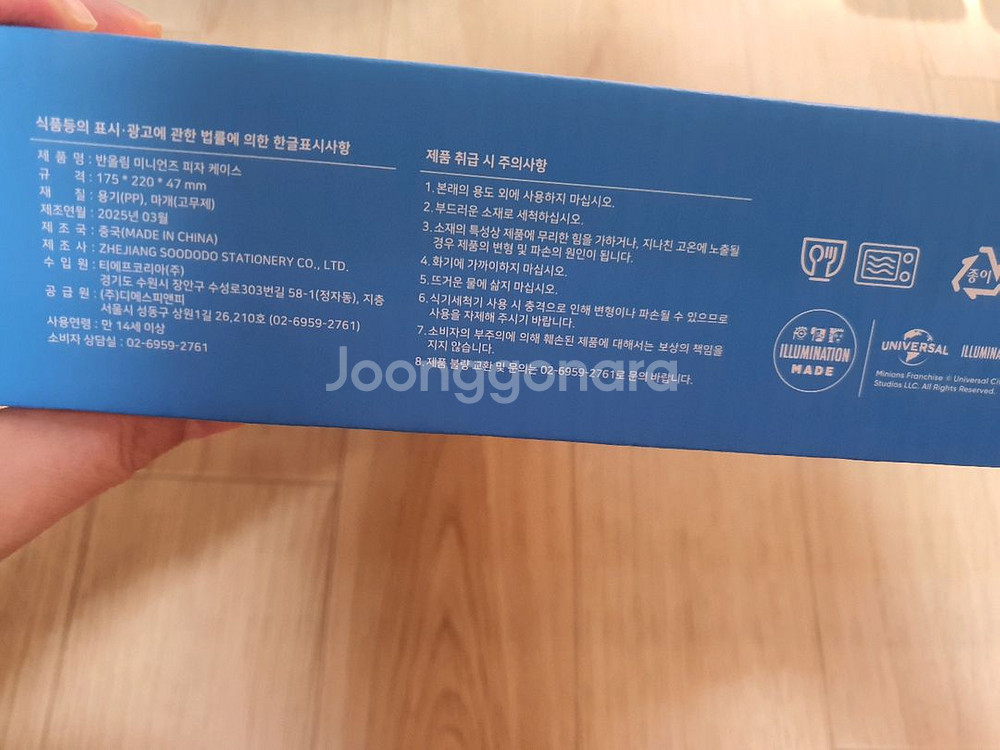 식품등의 표시·광고에 관한 법률에 의한 한글표시사항
제 품 명 : 반올림 미니언즈 피자 케이스
규 격 : 175 * 220 * 47 mm
재 질 : 용기(PP), 마개(고무제)
제조연월 : 2025년 03월
제 조 국 : 중국(MADE IN CHINA)
제 조 사 : ZHEJIANG SOODODO STATIONERY CO., LTD.
수 입 원 : 티에프코리아(주)
경기도 수원시 장안구 수성로303번길 58-1(정자동), 지층
공 급 원 : (주)디에스피앤피
서울시 성동구 상원1길 26,210호 (02-6959-2761)
사용연령 : 만 14세 이상
소비자 상담실 : 02-6959-2761
제품 취급 시 주의사항
1. 본래의 용도 외에 사용하지 마십시오.
2. 부드러운 소재로 세척하십시오.
3. 소재의 특성상 제품에 무리한 힘을 가하거나, 지나친 고온에 노출될
경우 제품의 변형 및 파손의 원인이 됩니다.
4. 화기에 가까이하지 마십시오.
5. 뜨거운 물에 삶지 마십시오.
6. 식기세척기 사용 시 충격으로 인해 변형이나 파손될 수 있으므로
사용을 자제해 주시기 바랍니다.
7. 소비자의 부주의에 의해 훼손된 제품에 대해서는 보상의 책임을
지지 않습니다.
8. 제품 불량 교환 및 문의는 02-6959-2761로 문의 바랍니다.
종이
ILLUMINATION
MADE
UNIVERSAL
Minions Franchise © Universal
Studios LLC. All Rights Reserved.
Joonggonara